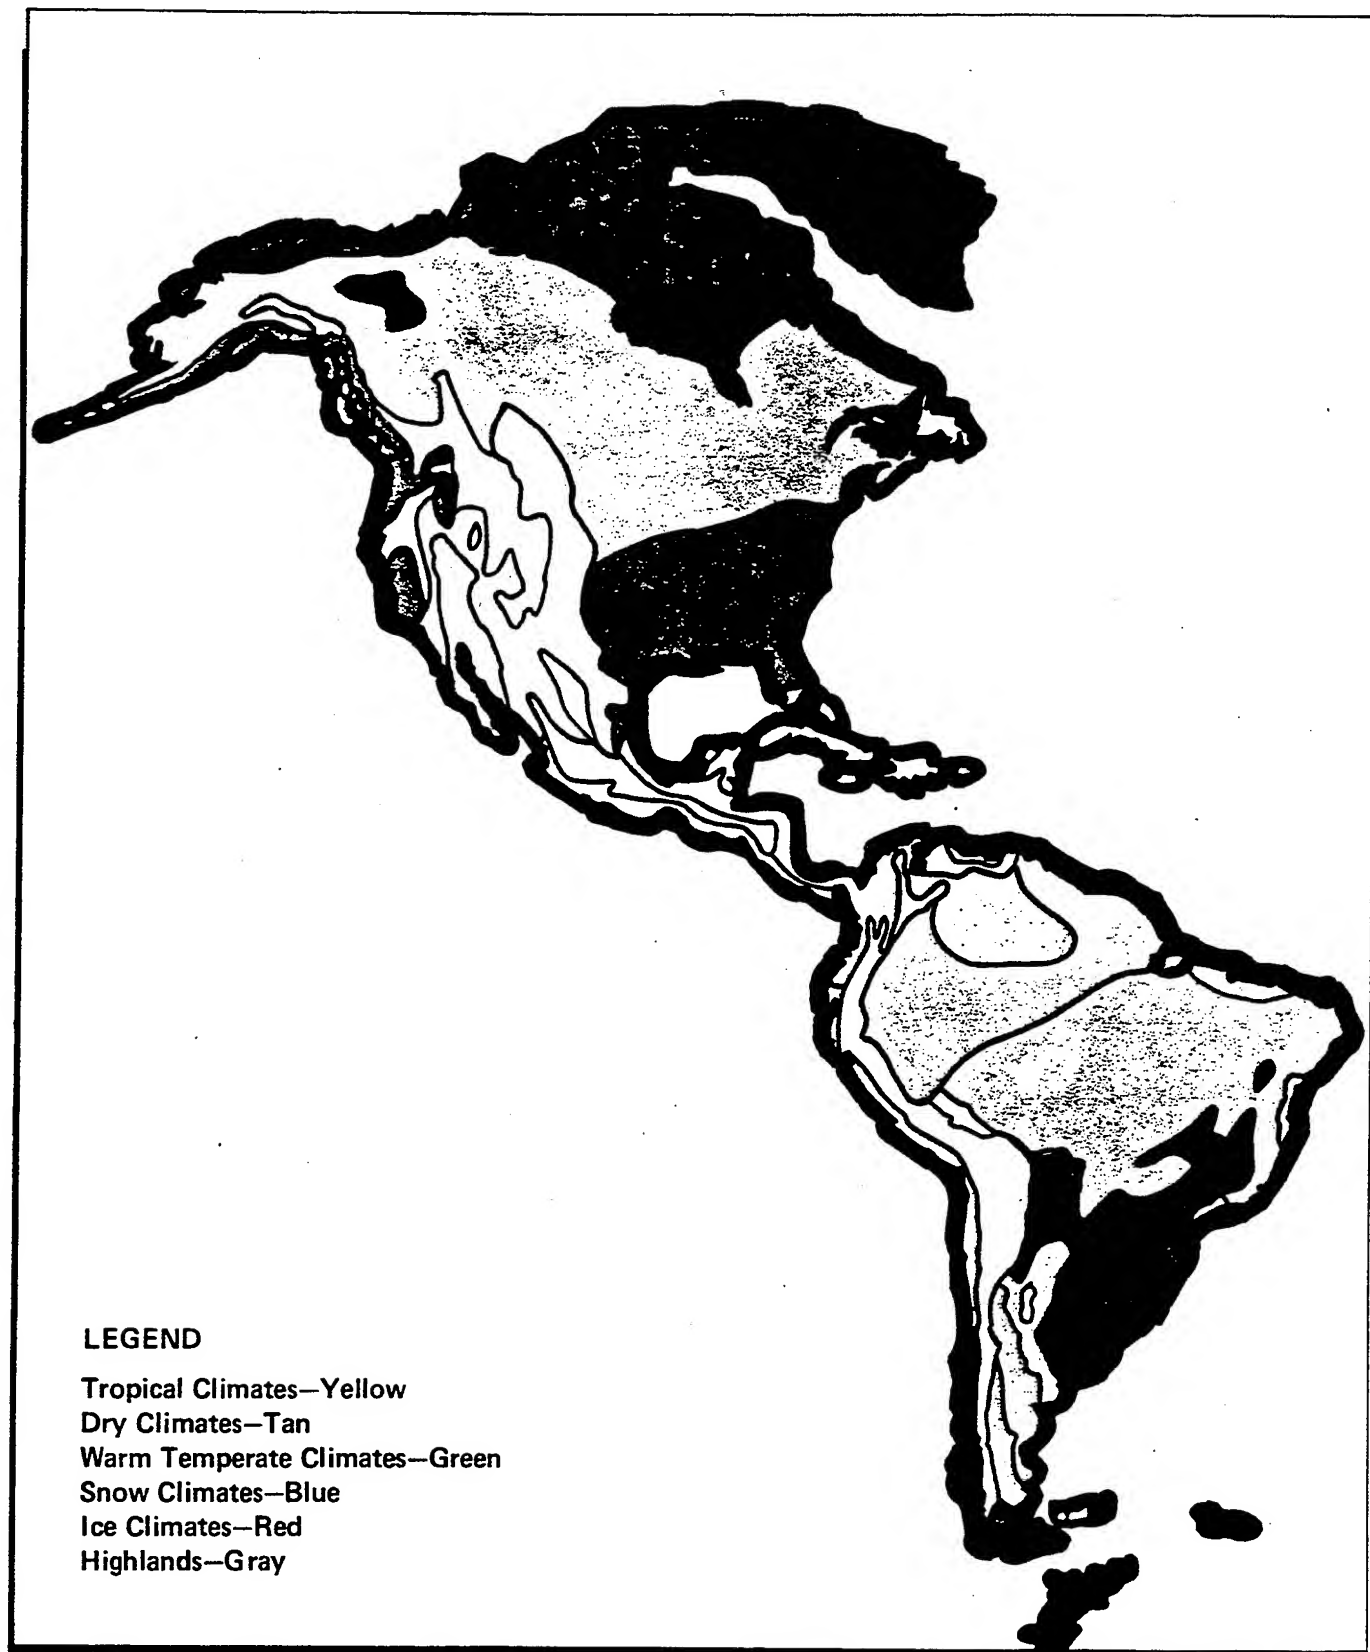 LEGEND
Tropical Climates—Yellow
Dry Climates—Tan
Warm Temperate Climates—Green
Snow Climates—Blue
Ice Climates—Red
Highlands—Gray